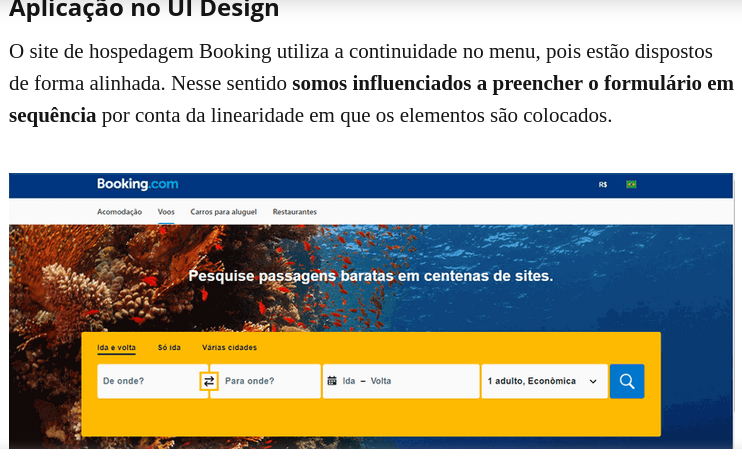 Aplicação no UI Design
O site de hospedagem Booking utiliza a continuidade no menu, pois estão dispostos
de forma alinhada. Nesse sentido somos influenciados a preencher o formulário em
sequência por conta da linearidade em que os elementos são colocados.
Booking.com R$
Acomodação Voos Carros para aluguel Restaurantes
Pesquise passagens baratas em centenas de sites.
Ida e volta Só ida Várias cidades
De onde? Para onde? Ida – Volta 1 adulto, Econômica